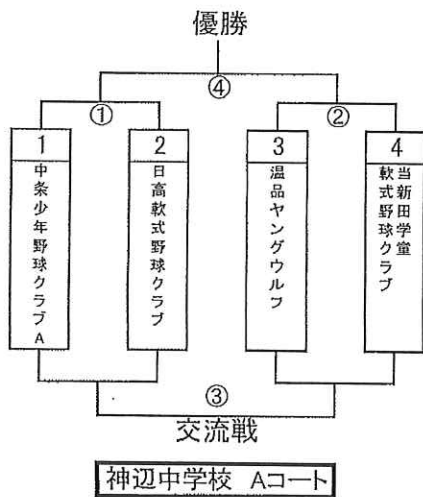 優勝
④
①
②
1
中条少年野球クラブA
2
日高軟式野球クラブ
3
温品ヤングウルフ
4
当新田学童
軟式野球クラブ
③
交流戦
神辺中学校 Aコート